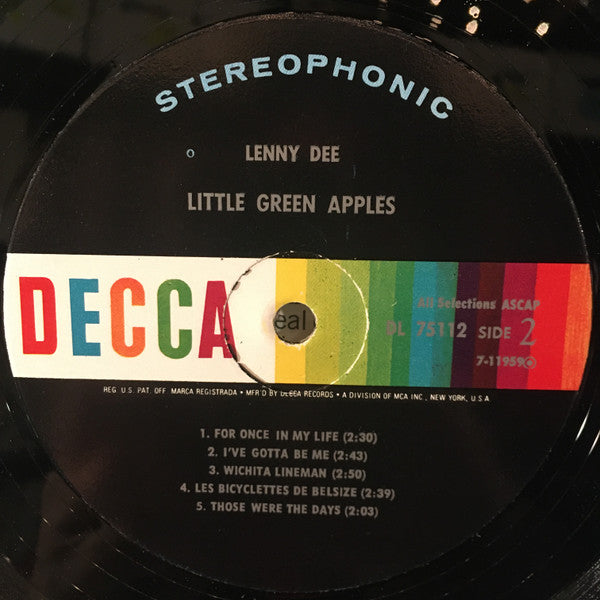 STEREOPHONIC
LENNY DEE
LITTLE GREEN APPLES
DECCA
eal
All Selections ASCAP
DL 75112 SIDE 2
7-11959
REG. U.S. PAT. OFF. MARCA REGISTRADA • MFR'D BY DECCA RECORDS • A DIVISION OF MCA INC., NEW YORK, U.S.A
1. FOR ONCE IN MY LIFE (2:30)
2. I'VE GOTTA BE ME (2:43)
3. WICHITA LINEMAN (2:50)
4. LES BICYCLETTES DE BELSIZE (2:39)
5. THOSE WERE THE DAYS (2:03)